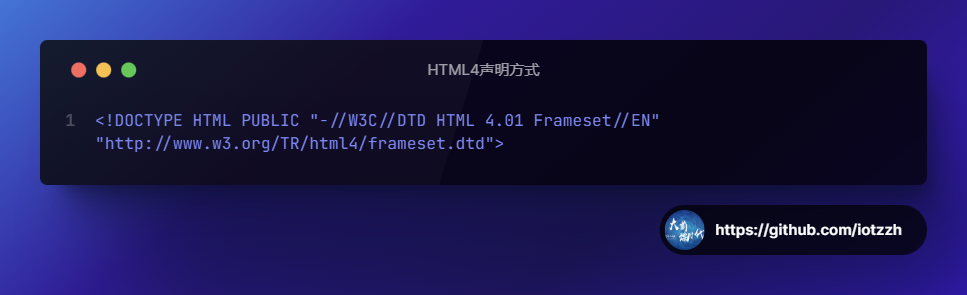 HTML4声明方式
1 <!DOCTYPE HTML PUBLIC "-//W3C//DTD HTML 4.01 Frameset//EN"
"http://www.w3.org/TR/html4/frameset.dtd">
https://github.com/iotzzh